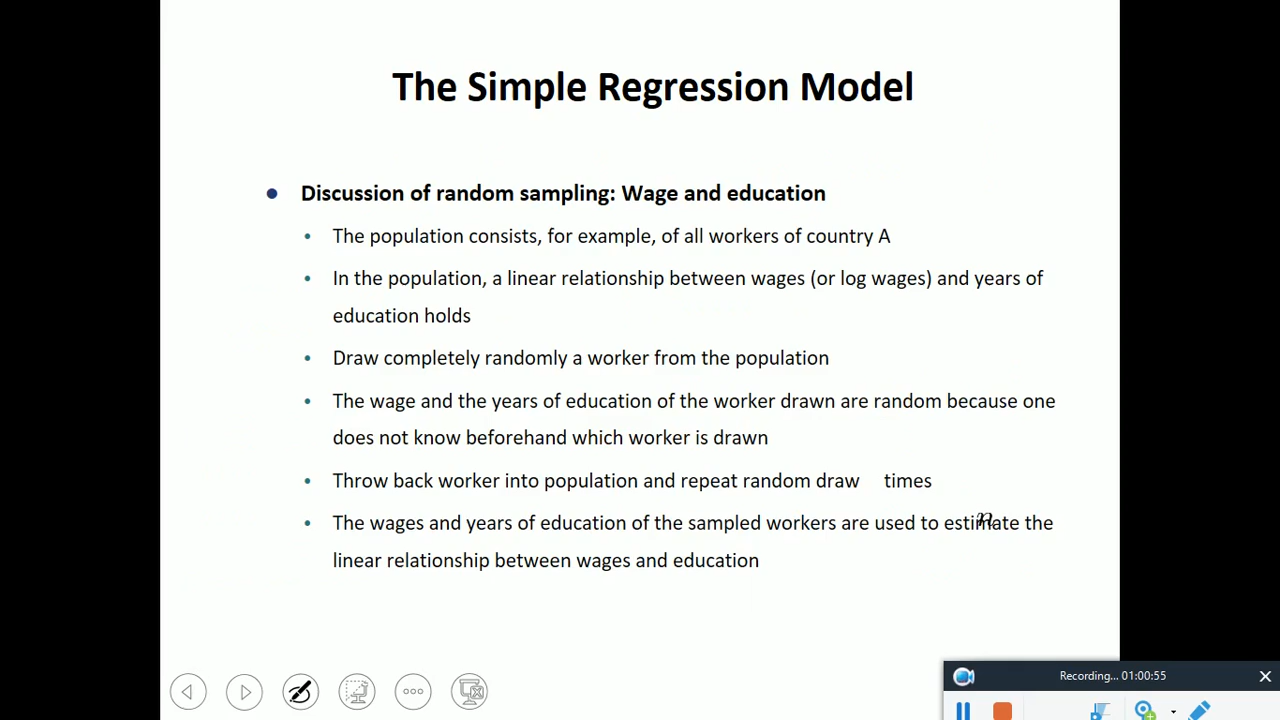 The Simple Regression Model
● Discussion of random sampling: Wage and education
• The population consists, for example, of all workers of country A
• In the population, a linear relationship between wages (or log wages) and years of
education holds
• Draw completely randomly a worker from the population
• The wage and the years of education of the worker drawn are random because one
does not know beforehand which worker is drawn
• Throw back worker into population and repeat random draw times
n
• The wages and years of education of the sampled workers are used to estimate the
linear relationship between wages and education
Recording... 01:00:55